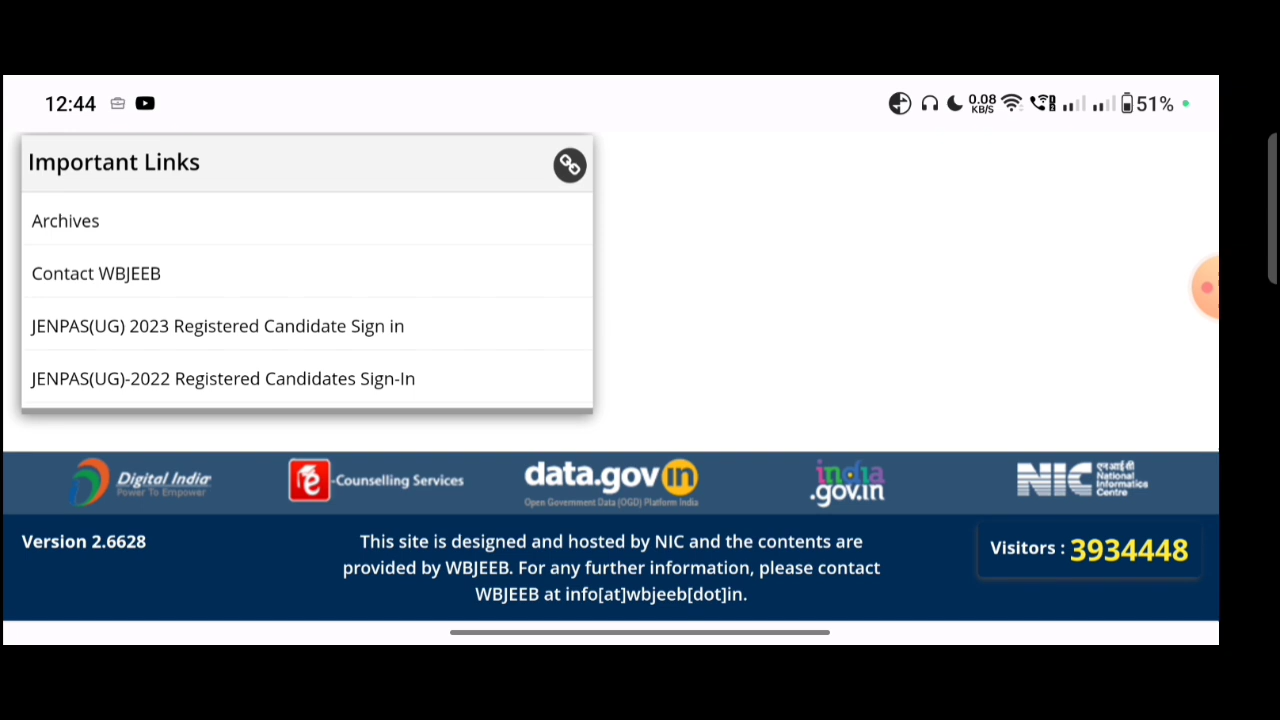 12:44
0.08
KB/S
51%
Important Links
Archives
Contact WBJEEB
JENPAS(UG) 2023 Registered Candidate Sign in
JENPAS(UG)-2022 Registered Candidates Sign-In
Digital India
Power To Empower
e-Counselling Services
data.gov in
Open Government Data (OGD) Platform India
india
.gov.in
NIC
एन आई सी
National
Informatics
Centre
Version 2.6628
This site is designed and hosted by NIC and the contents are
provided by WBJEEB. For any further information, please contact
WBJEEB at info[at]wbjeeb[dot]in.
Visitors : 3934448